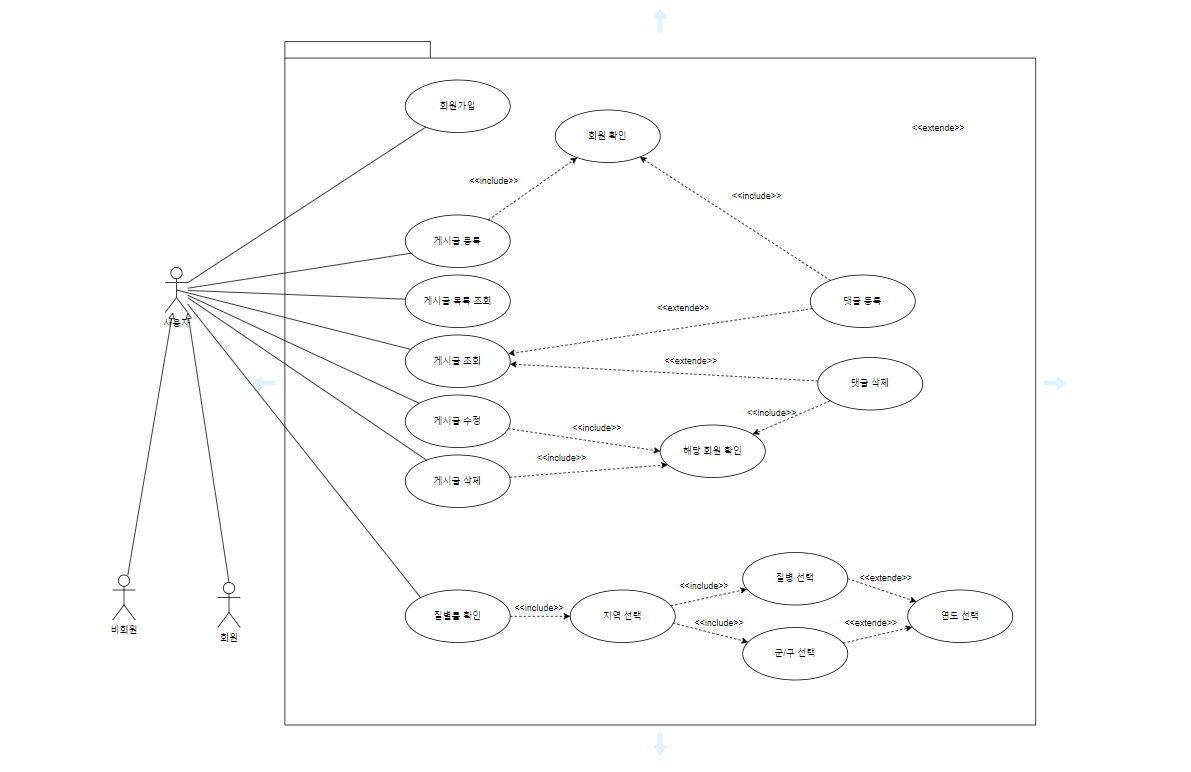 회원가입
회원 확인
<<extende>>
<<include>>
<<include>>
게시글 등록
게시글 목록 조회
댓글 등록
<<extende>>
사용자
게시글 조회
<<extende>>
댓글 삭제
<<include>>
게시글 수정
<<include>>
해당 회원 확인
<<include>>
게시글 삭제
질병 선택
<<extende>>
<<include>>
질병률 확인
<<include>>
지역 선택
<<include>>
<<extende>>
연도 선택
군/구 선택
비회원
회원